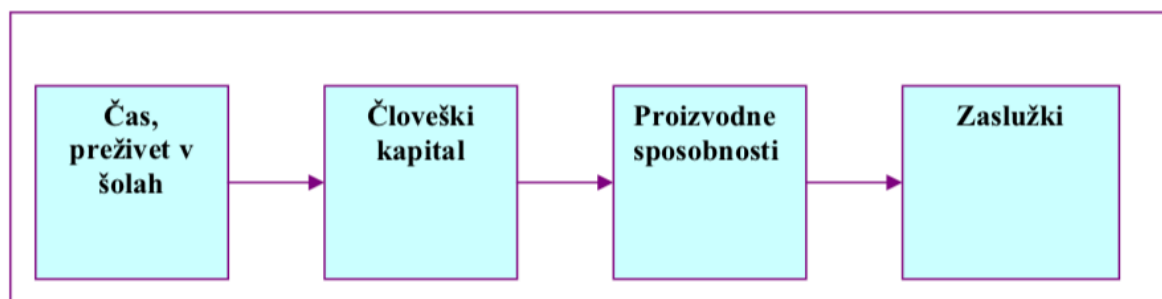 Čas,
preživet v
šolah
Človeški
kapital
Proizvodne
sposobnosti
Zaslužki